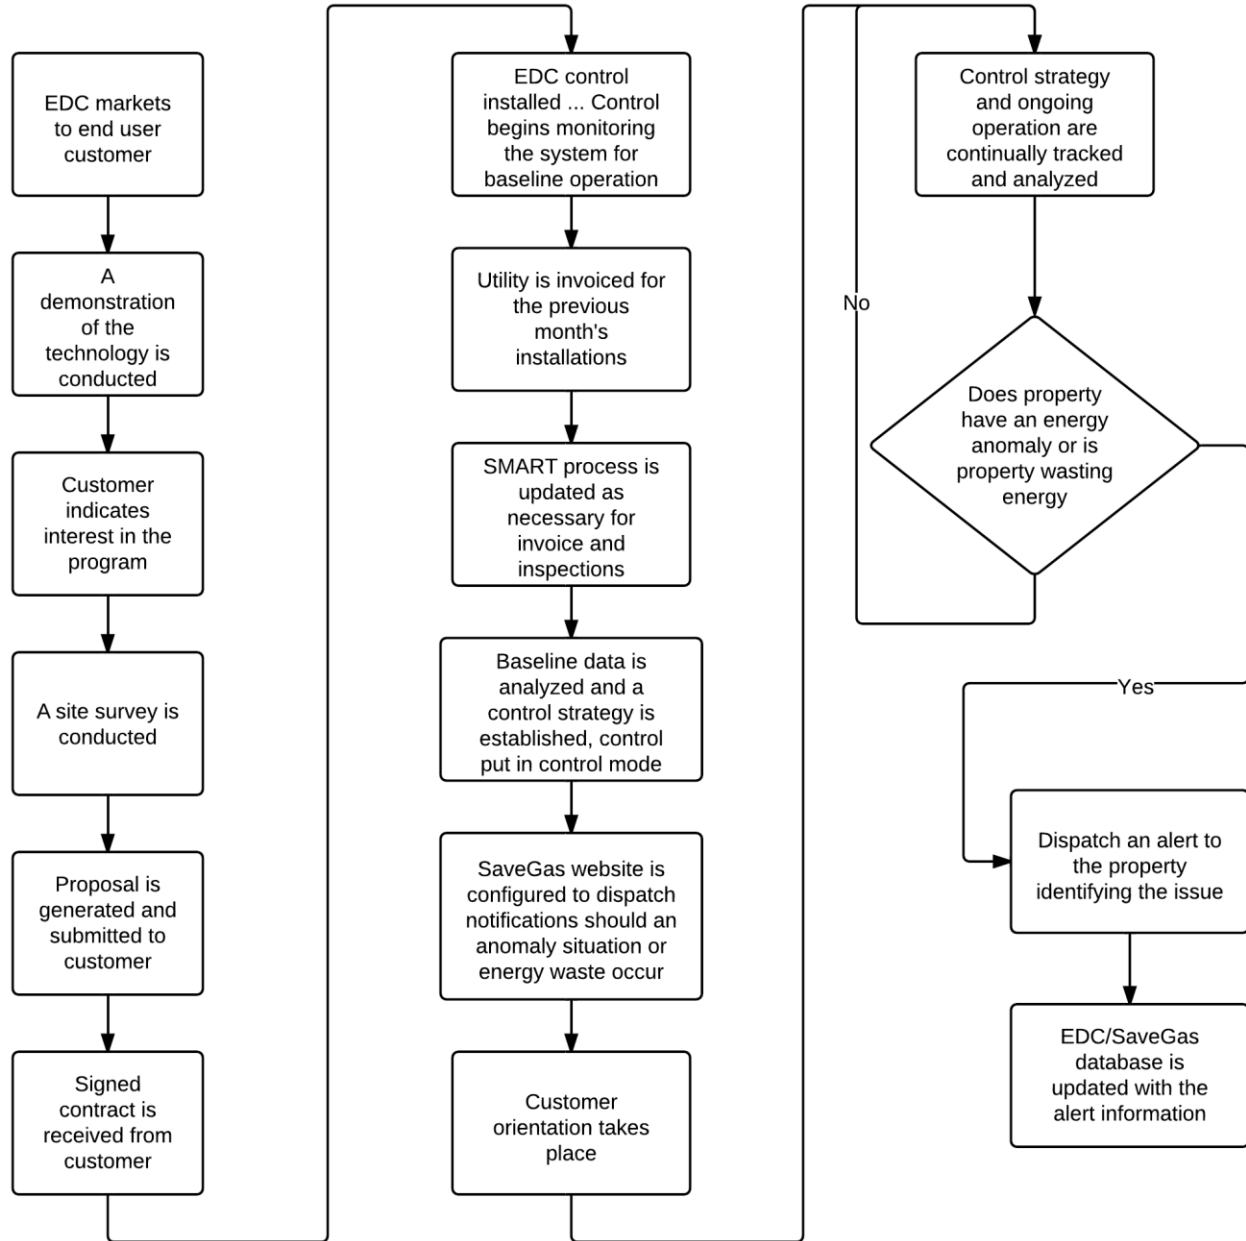 EDC markets
to end user
customer
A
demonstration
of the
technology is
conducted
Customer
indicates
interest in the
program
A site survey is
conducted
Proposal is
generated and
submitted to
customer
Signed
contract is
received from
customer
EDC control
installed ... Control
begins monitoring
the system for
baseline operation
Utility is invoiced for
the previous
month's
installations
SMART process is
updated as
necessary for
invoice and
inspections
Baseline data is
analyzed and a
control strategy is
established, control
put in control mode
SaveGas website is
configured to dispatch
notifications should an
anomaly situation or
energy waste occur
Customer
orientation takes
place
Control strategy
and ongoing
operation are
continually tracked
and analyzed
No
Does property
have an energy
anomaly or is
property wasting
energy
Yes
Dispatch an alert to
the property
identifying the issue
EDC/SaveGas
database is
updated with the
alert information